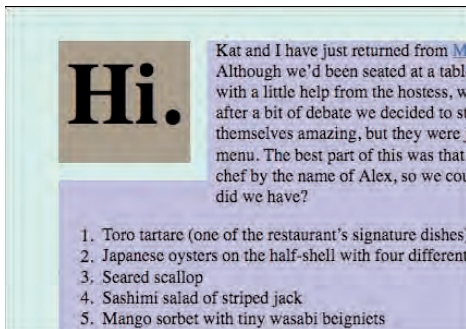 Hi.
Kat and I have just returned from
Although we'd been seated at a
with a little help from the hostess,
after a bit of debate we decided to
themselves amazing, but they were
menu. The best part of this was that
chef by the name of Alex, so we
did we have?
1. Toro tartare (one of the restaurant's signature dishes)
2. Japanese oysters on the half-shell with four different
3. Seared scallop
4. Sashimi salad of striped jack
5. Mango sorbet with tiny wasabi beigniets